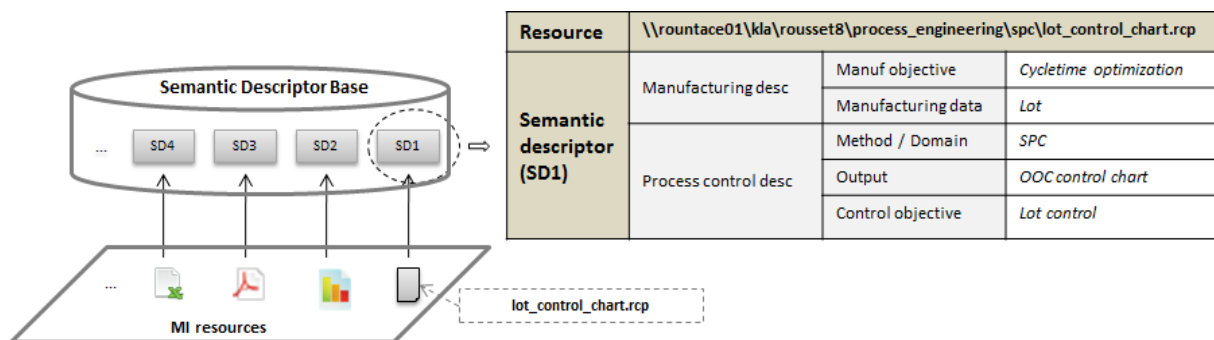 Semantic Descriptor Base
... SD4 SD3 SD2 SD1
...
MI resources
lot_control_chart.rcp
Resource \\rountace01\kla\rousset8\process_engineering\spc\lot_control_chart.rcp
Semantic descriptor (SD1)
Manufacturing desc
Manuf objective Cycletime optimization
Manufacturing data Lot
Process control desc
Method / Domain SPC
Output OOC control chart
Control objective Lot control